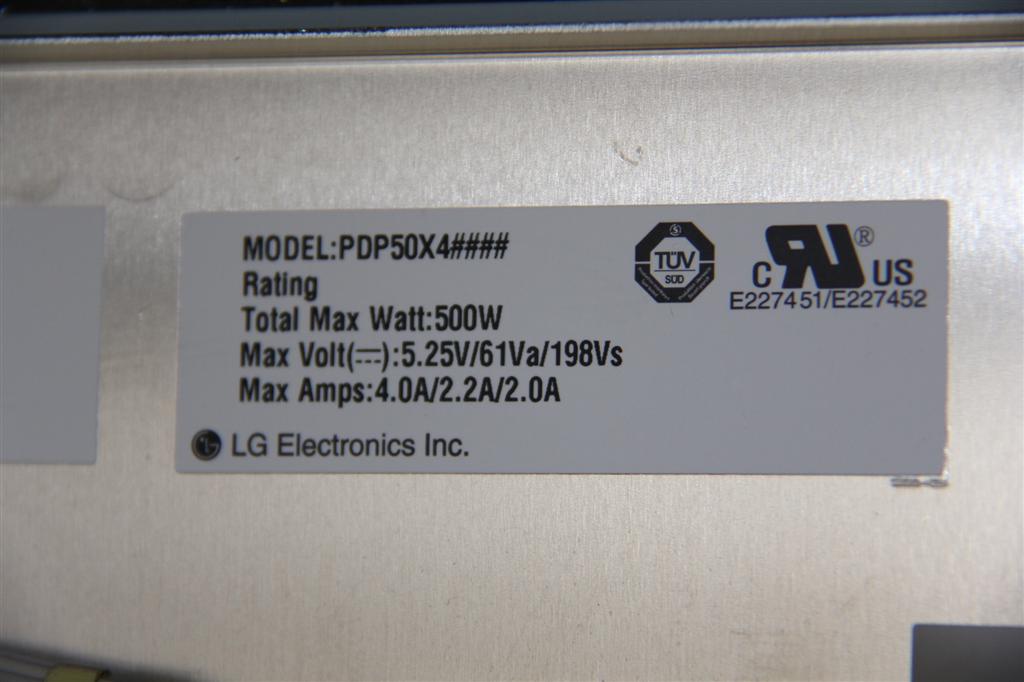 MODEL:PDP50X4####
Rating
Total Max Watt:500W
Max Volt(⎓):5.25V/61Va/198Vs
Max Amps:4.0A/2.2A/2.0A
LG Electronics Inc.
TÜV
SÜD
C RU® US
E227451/E227452